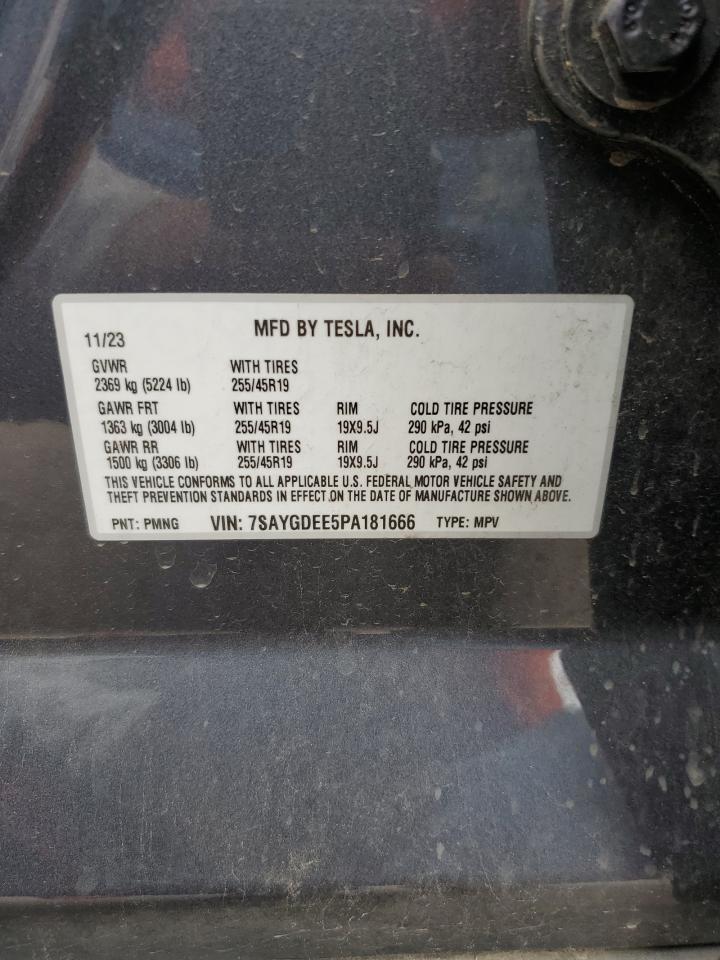 MFD BY TESLA, INC.
11/23
GVWR WITH TIRES
2369 kg (5224 lb) 255/45R19
GAWR FRT WITH TIRES RIM COLD TIRE PRESSURE
1363 kg (3004 lb) 255/45R19 19X9.5J 290 kPa, 42 psi
GAWR RR WITH TIRES RIM COLD TIRE PRESSURE
1500 kg (3306 lb) 255/45R19 19X9.5J 290 kPa, 42 psi
THIS VEHICLE CONFORMS TO ALL APPLICABLE U.S. FEDERAL MOTOR VEHICLE SAFETY AND
THEFT PREVENTION STANDARDS IN EFFECT ON THE DATE OF MANUFACTURE SHOWN ABOVE.
PNT: PMNG VIN: 7SAYGDEE5PA181666 TYPE: MPV